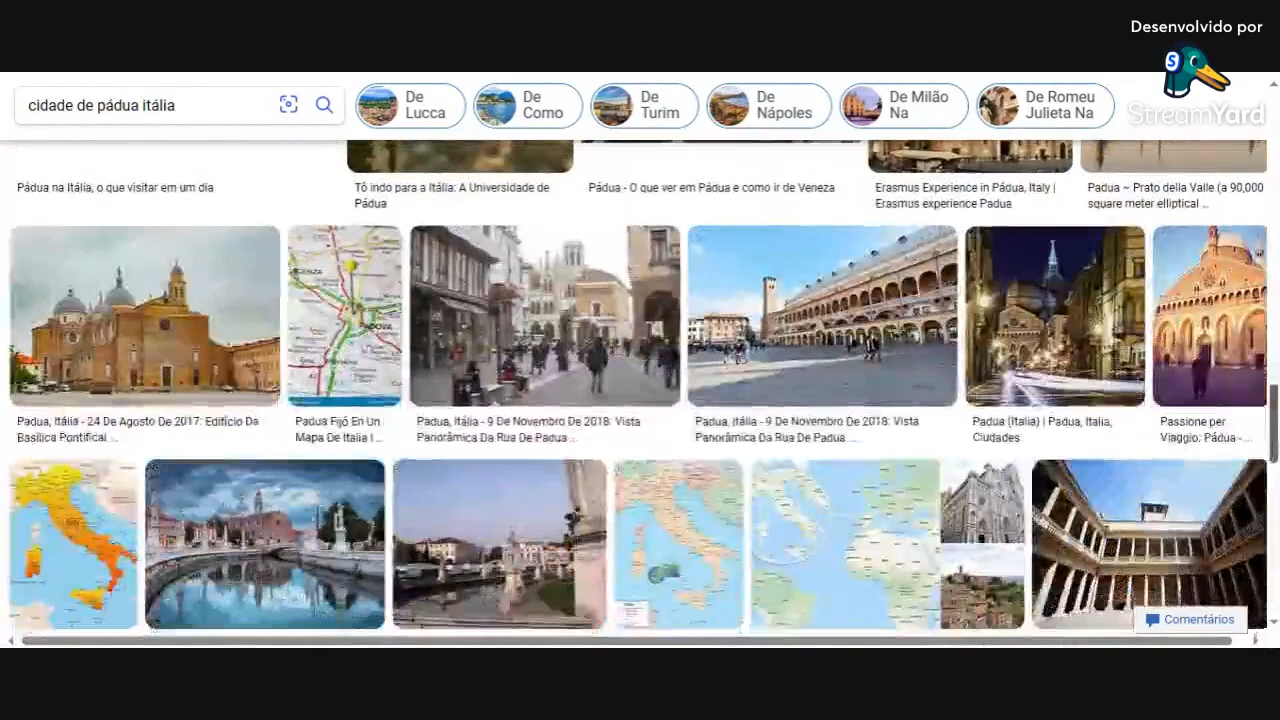 Desenvolvido por
StreamYard
cidade de pádua itália
De
Lucca
De
Como
De
Turim
De
Nápoles
De Milão
Na
De Romeu
Julieta Na
Pádua na Itália, o que visitar em um dia
Tô indo para a Itália: A Universidade de
Pádua
Pádua - O que ver em Pádua e como ir de Veneza
Erasmus Experience in Pádua, Italy |
Erasmus experience Padua
Padua ~ Prato della Valle (a 90,000
square meter elliptical ...
Padua, Itália - 24 De Agosto De 2017: Edifício Da
Basílica Pontifical ...
Padua Fijó En Un
Mapa De Italia I ...
Padua, Itália - 9 De Novembro De 2018: Vista
Panorâmica Da Rua De Padua ...
Padua, Itália - 9 De Novembro De 2018: Vista
Panorâmica Da Rua De Padua ...
Padua (Italia) | Padua, Italia,
Ciudades
Passione per
Viaggio: Pádua - ...
Comentários